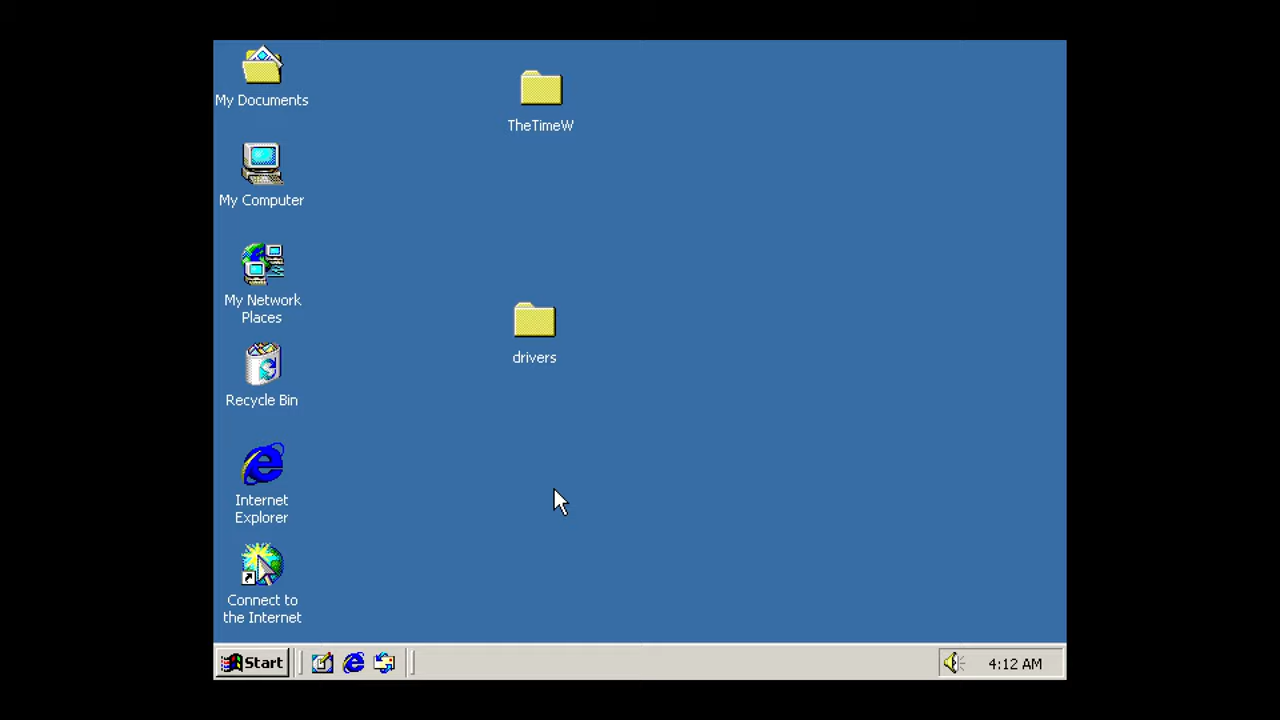 My Documents
TheTimeW
My Computer
My Network
Places
drivers
Recycle Bin
Internet
Explorer
Connect to
the Internet
Start
4:12 AM